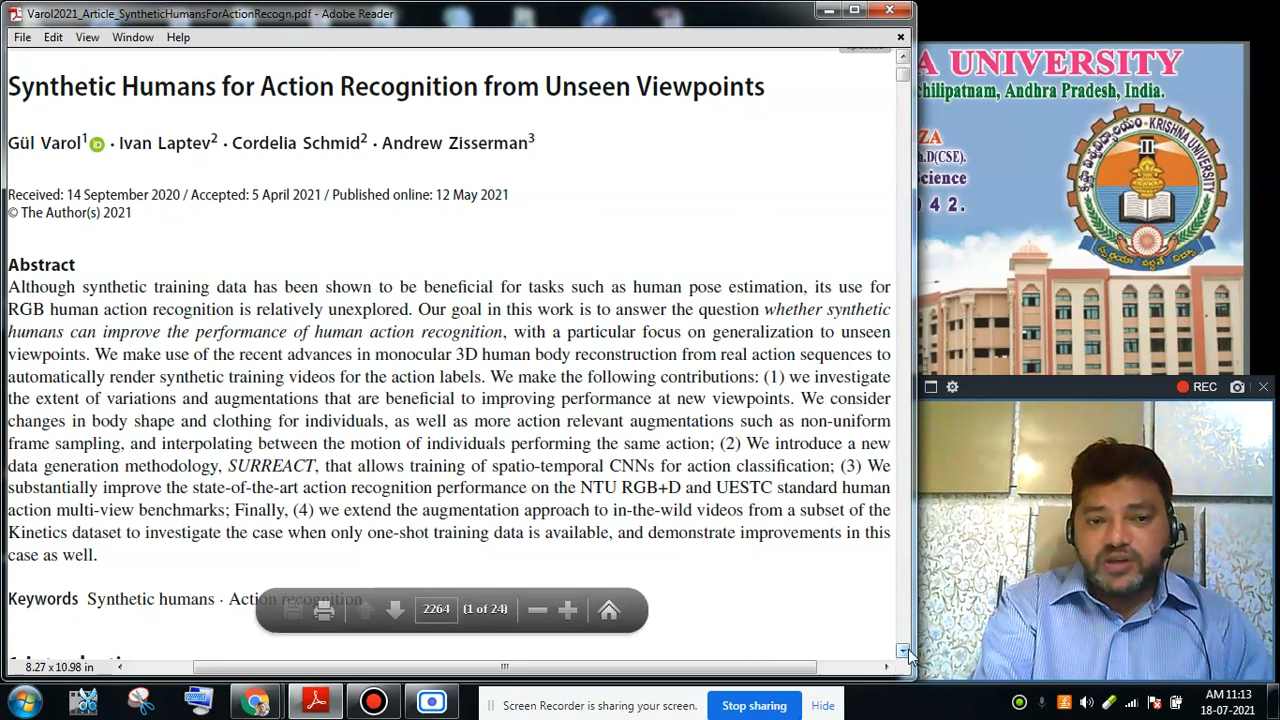 Varol2021_Article_SyntheticHumansForActionRecogn.pdf - Adobe Reader
File Edit View Window Help
Synthetic Humans for Action Recognition from Unseen Viewpoints
Gül Varol1 · Ivan Laptev2 · Cordelia Schmid2 · Andrew Zisserman3
Received: 14 September 2020 / Accepted: 5 April 2021 / Published online: 12 May 2021
© The Author(s) 2021
Abstract
Although synthetic training data has been shown to be beneficial for tasks such as human pose estimation, its use for
RGB human action recognition is relatively unexplored. Our goal in this work is to answer the question whether synthetic
humans can improve the performance of human action recognition, with a particular focus on generalization to unseen
viewpoints. We make use of the recent advances in monocular 3D human body reconstruction from real action sequences to
automatically render synthetic training videos for the action labels. We make the following contributions: (1) we investigate
the extent of variations and augmentations that are beneficial to improving performance at new viewpoints. We consider
changes in body shape and clothing for individuals, as well as more action relevant augmentations such as non-uniform
frame sampling, and interpolating between the motion of individuals performing the same action; (2) We introduce a new
data generation methodology, SURREACT, that allows training of spatio-temporal CNNs for action classification; (3) We
substantially improve the state-of-the-art action recognition performance on the NTU RGB+D and UESTC standard human
action multi-view benchmarks; Finally, (4) we extend the augmentation approach to in-the-wild videos from a subset of the
Kinetics dataset to investigate the case when only one-shot training data is available, and demonstrate improvements in this
case as well.
Keywords Synthetic humans · Action recognition
2264 (1 of 24)
8.27 x 10.98 in
A UNIVERSITY
chilipatnam, Andhra Pradesh, India.
ZA
h.D(CSE).
Science
9 4 2 .
KRISHNA UNIVERSITY
REC
Screen Recorder is sharing your screen.
Stop sharing
Hide
AM 11:13
18-07-2021